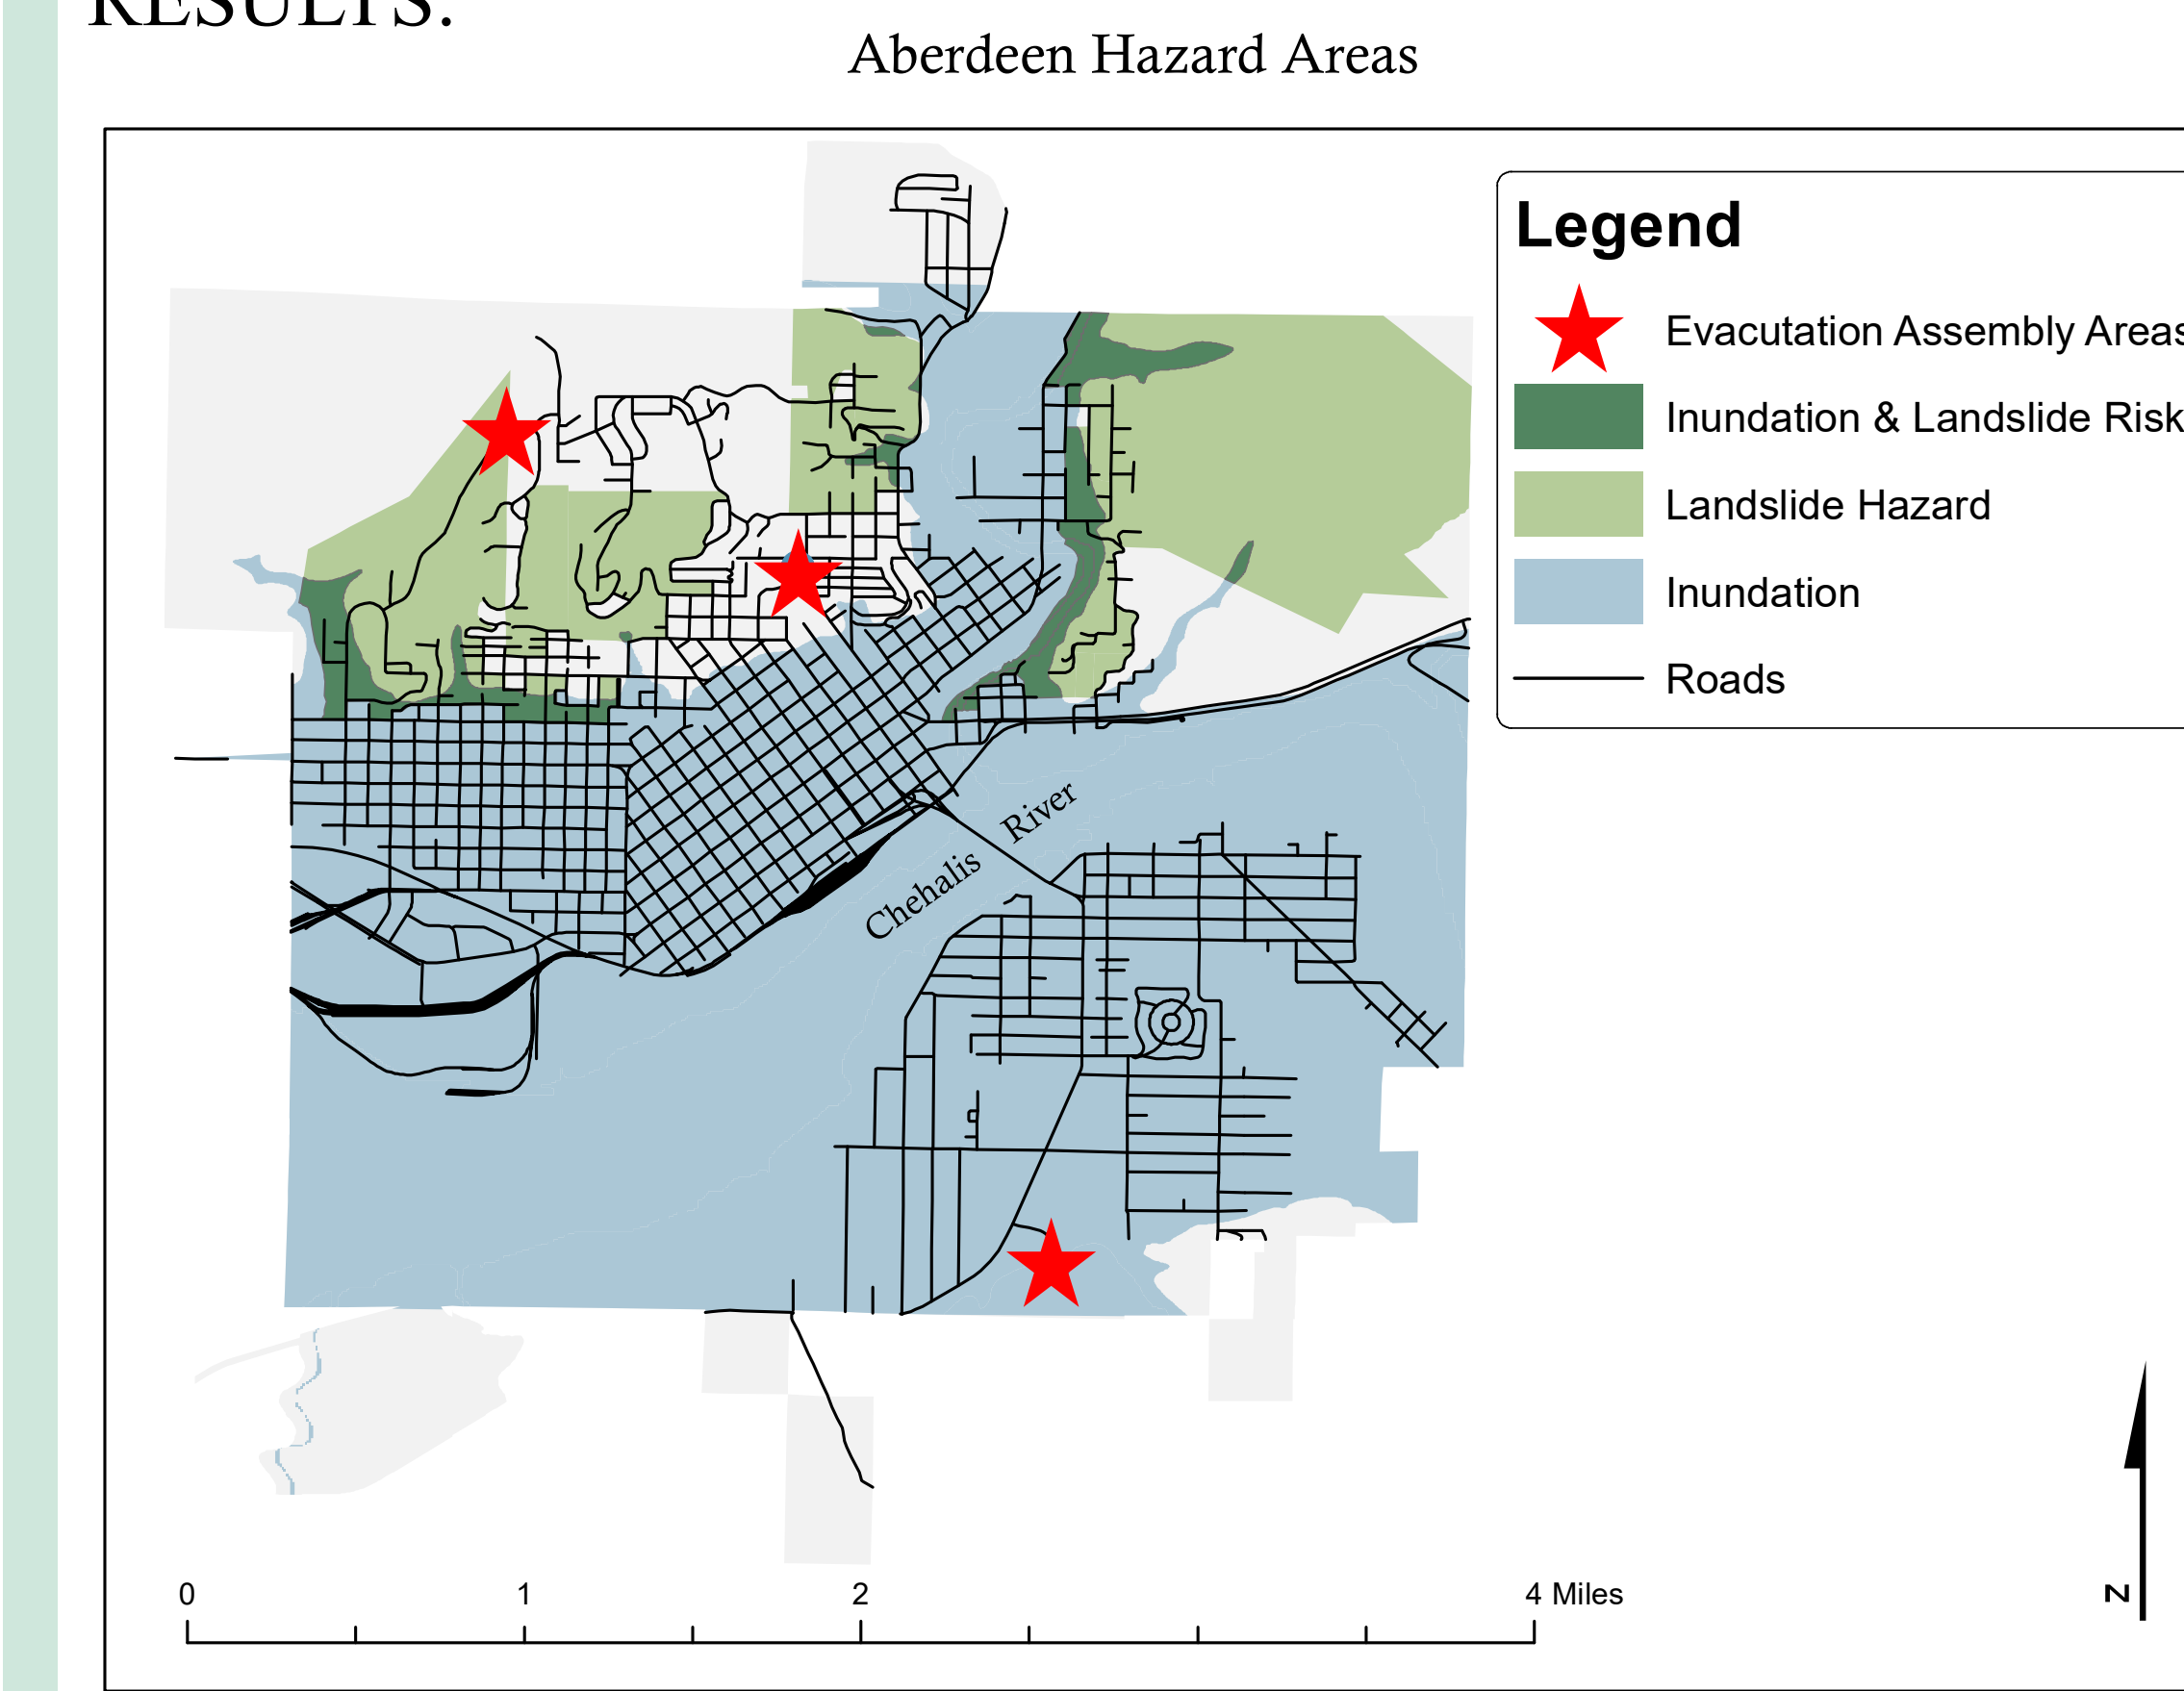 RESULTS:
Aberdeen Hazard Areas
Legend
Evacutation Assembly Areas
Inundation & Landslide Risk
Landslide Hazard
Inundation
Roads
Chehalis River
0 1 2 4 Miles
N